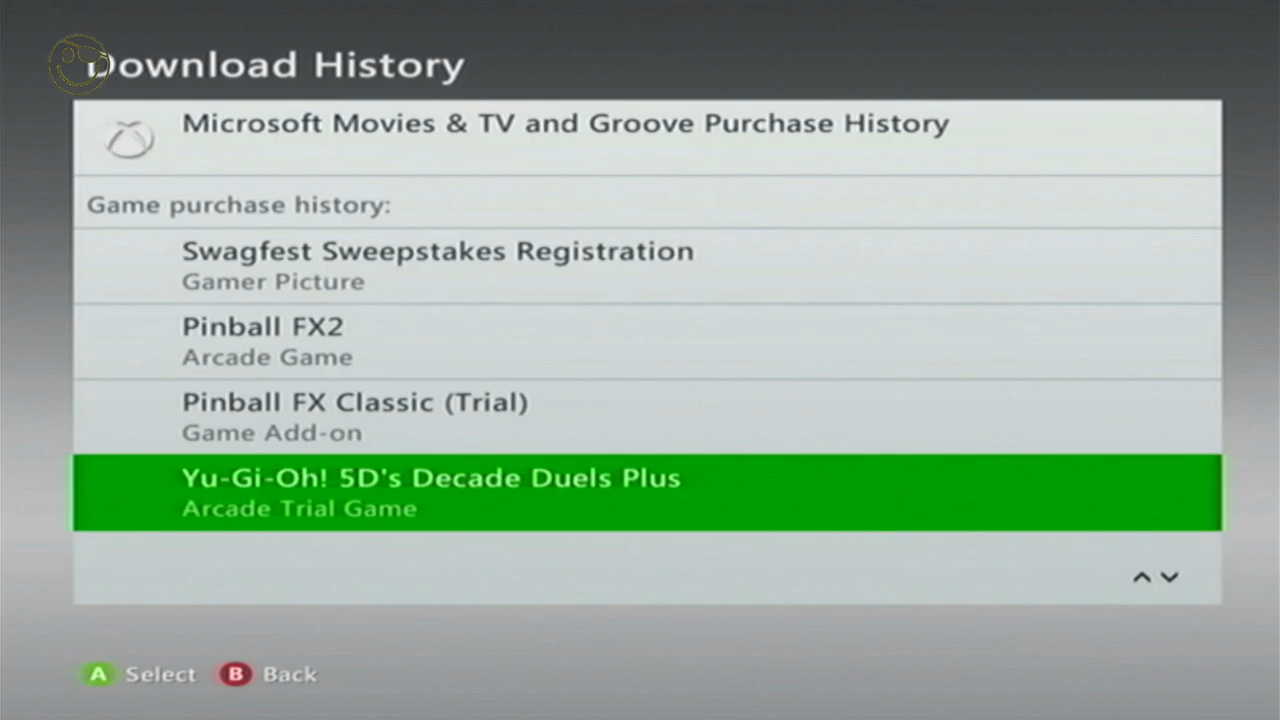 Download History
Microsoft Movies & TV and Groove Purchase History
Game purchase history:
Swagfest Sweepstakes Registration
Gamer Picture
Pinball FX2
Arcade Game
Pinball FX Classic (Trial)
Game Add-on
Yu-Gi-Oh! 5D's Decade Duels Plus
Arcade Trial Game
A Select B Back